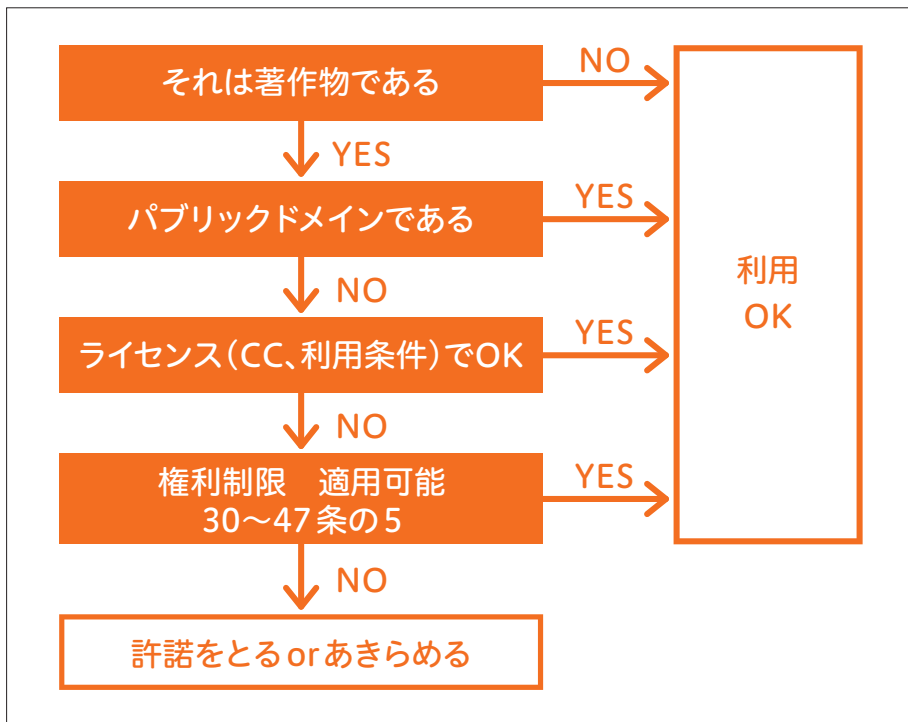 それは著作物である
NO
YES
パブリックドメインである
YES
NO
ライセンス（CC、利用条件）でOK
YES
NO
権利制限　適用可能
30〜47条の5
YES
NO
許諾をとるorあきらめる
利用
OK